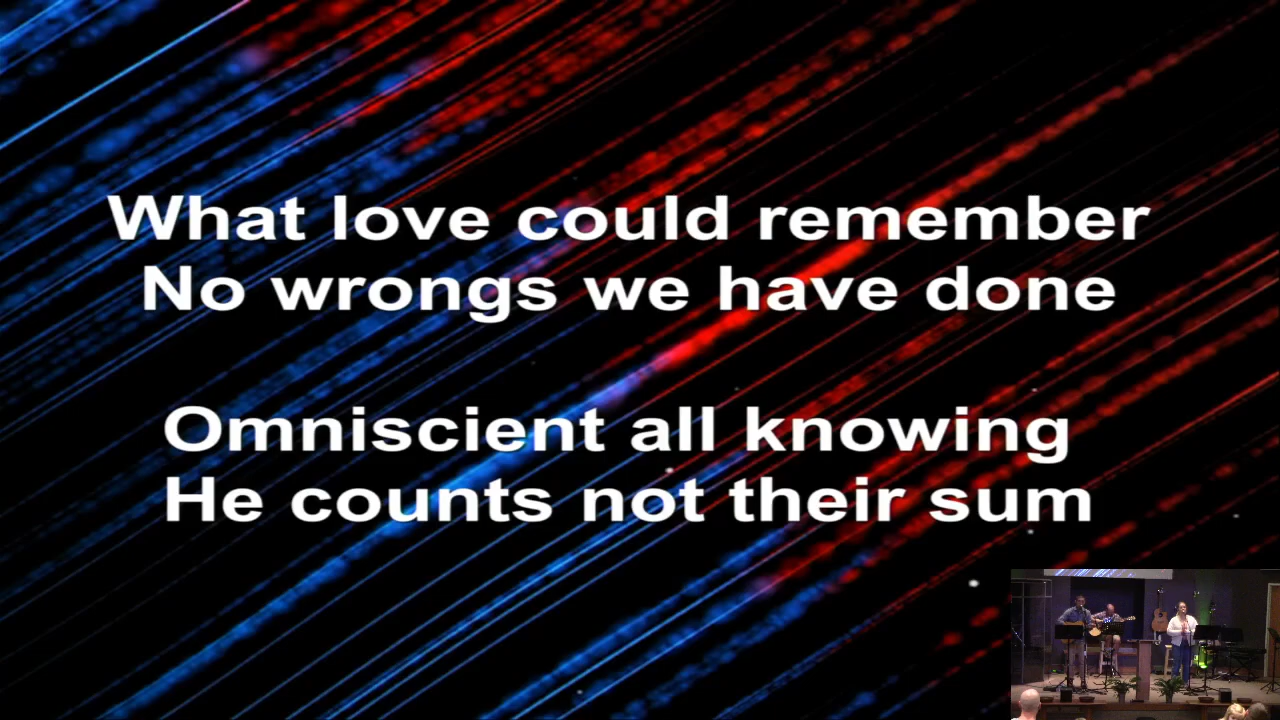 What love could remember
No wrongs we have done
Omniscient all knowing
He counts not their sum